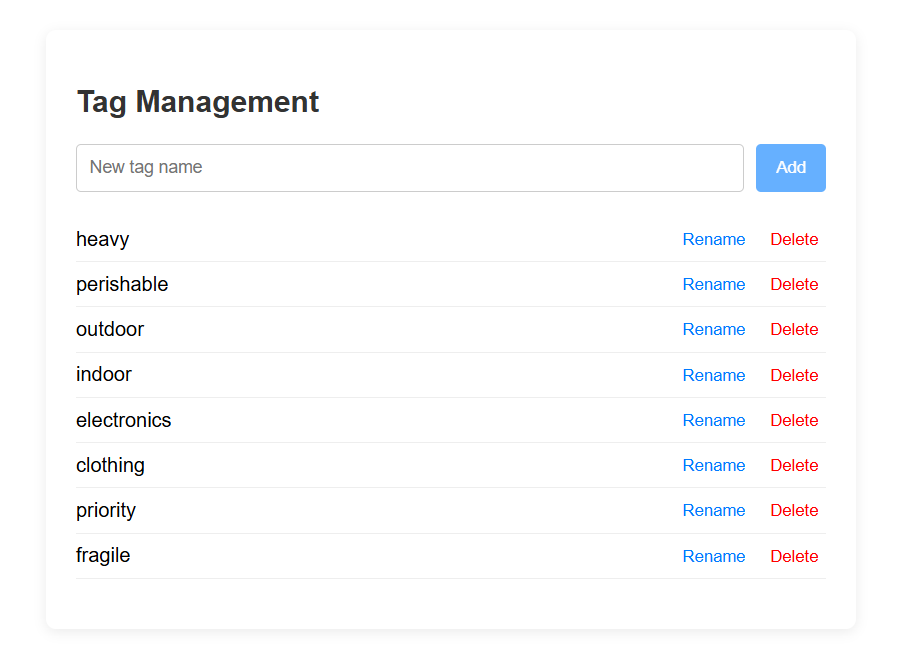 Tag Management
New tag name Add
heavy Rename Delete
perishable Rename Delete
outdoor Rename Delete
indoor Rename Delete
electronics Rename Delete
clothing Rename Delete
priority Rename Delete
fragile Rename Delete